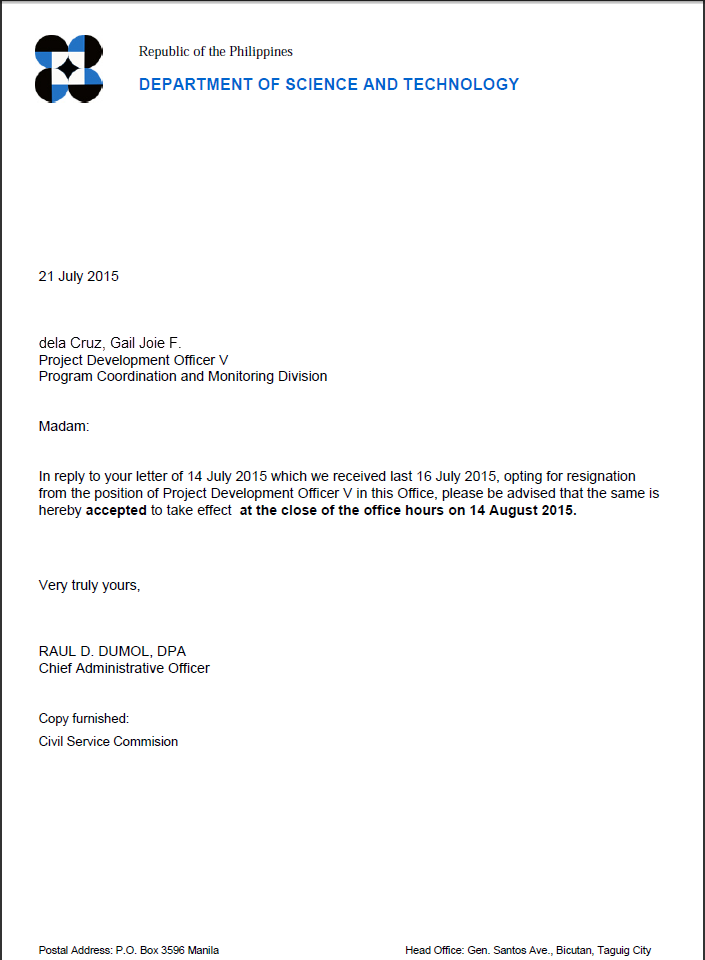 Republic of the Philippines
DEPARTMENT OF SCIENCE AND TECHNOLOGY
21 July 2015
dela Cruz, Gail Joie F.
Project Development Officer V
Program Coordination and Monitoring Division
Madam:
In reply to your letter of 14 July 2015 which we received last 16 July 2015, opting for resignation
from the position of Project Development Officer V in this Office, please be advised that the same is
hereby accepted to take effect  at the close of the office hours on 14 August 2015.
Very truly yours,
RAUL D. DUMOL, DPA
Chief Administrative Officer
Copy furnished:
Civil Service Commision
Postal Address: P.O. Box 3596 Manila
Head Office: Gen. Santos Ave., Bicutan, Taguig City